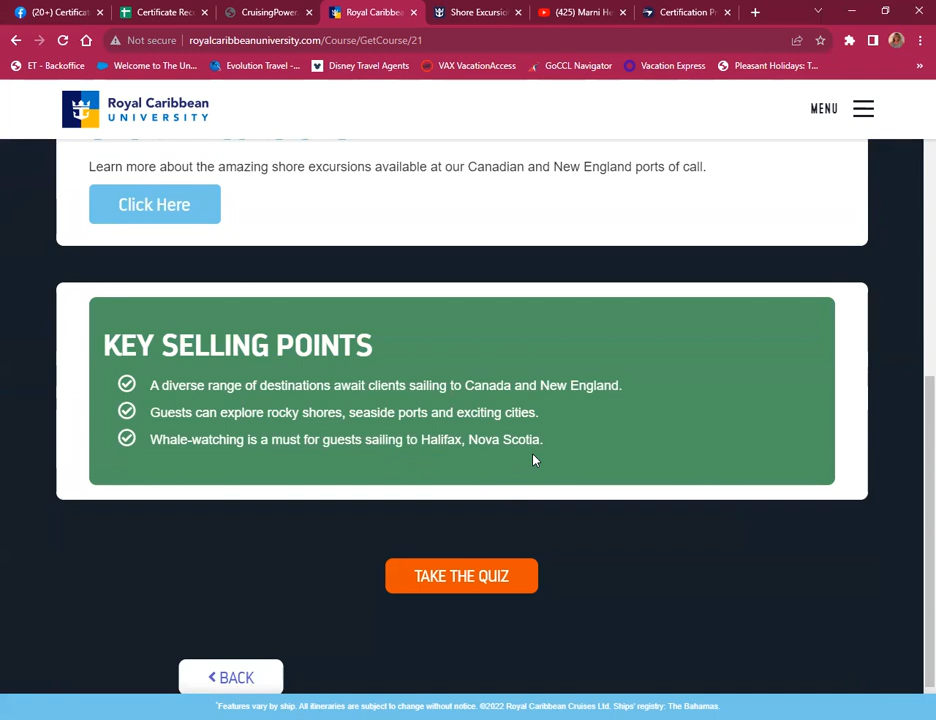 (20+) Certificat
Certificate Rec
CruisingPower.
Royal Caribbea
Shore Excursio
(425) Marni He
Certification Pr
Not secure
royalcaribbeanuniversity.com/Course/GetCourse/21
ET - Backoffice
Welcome to The Un...
Evolution Travel -...
Disney Travel Agents
VAX VacationAccess
GoCCL Navigator
Vacation Express
Pleasant Holidays: T...
»
Royal Caribbean
UNIVERSITY
MENU
Learn more about the amazing shore excursions available at our Canadian and New England ports of call.
Click Here
KEY SELLING POINTS
A diverse range of destinations await clients sailing to Canada and New England.
Guests can explore rocky shores, seaside ports and exciting cities.
Whale-watching is a must for guests sailing to Halifax, Nova Scotia.
TAKE THE QUIZ
BACK
*Features vary by ship. All itineraries are subject to change without notice. ©2022 Royal Caribbean Cruises Ltd. Ships' registry: The Bahamas.